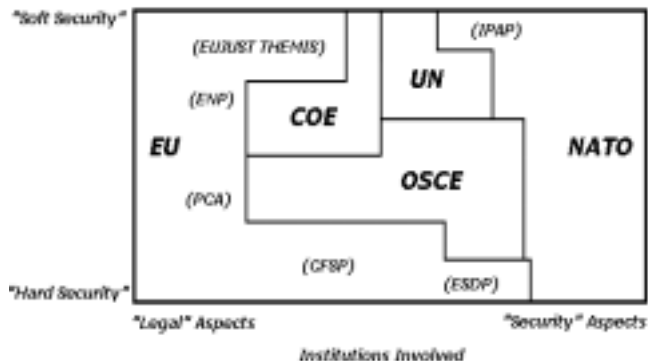 "Soft Security"
(EUJUST THEMIS)
(IPAP)
UN
(ENP)
COE
EU
NATO
OSCE
(PCA)
(CFSP)
(ESDP)
"Hard Security"
"Legal" Aspects
"Security" Aspects
Institutions Involved